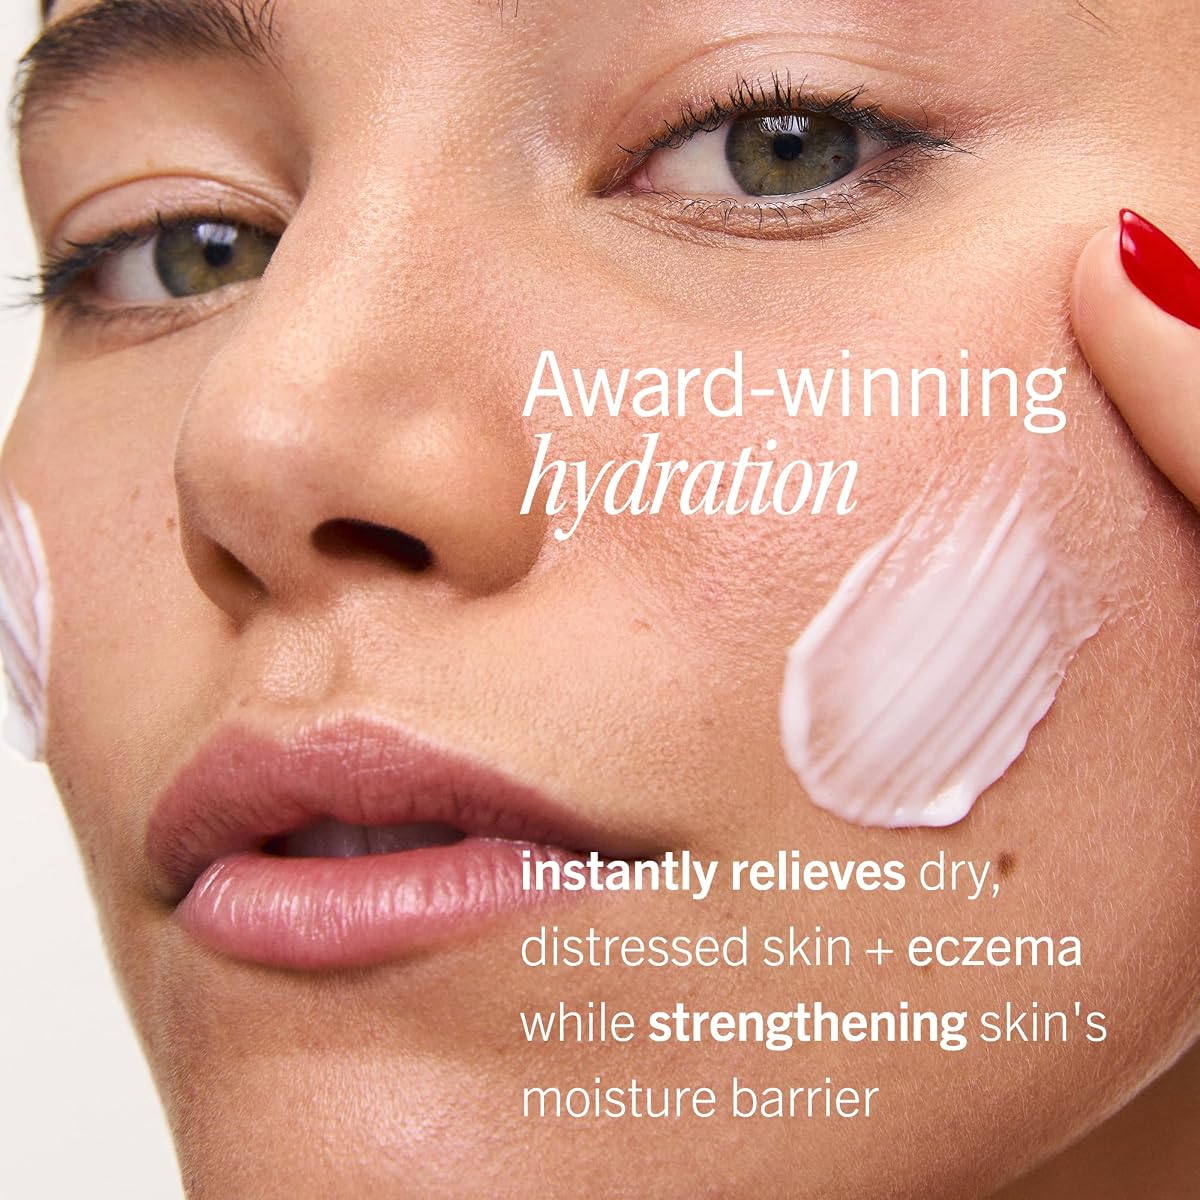 Award-winning
hydration
instantly relieves dry,
distressed skin + eczema
while strengthening skin's
moisture barrier